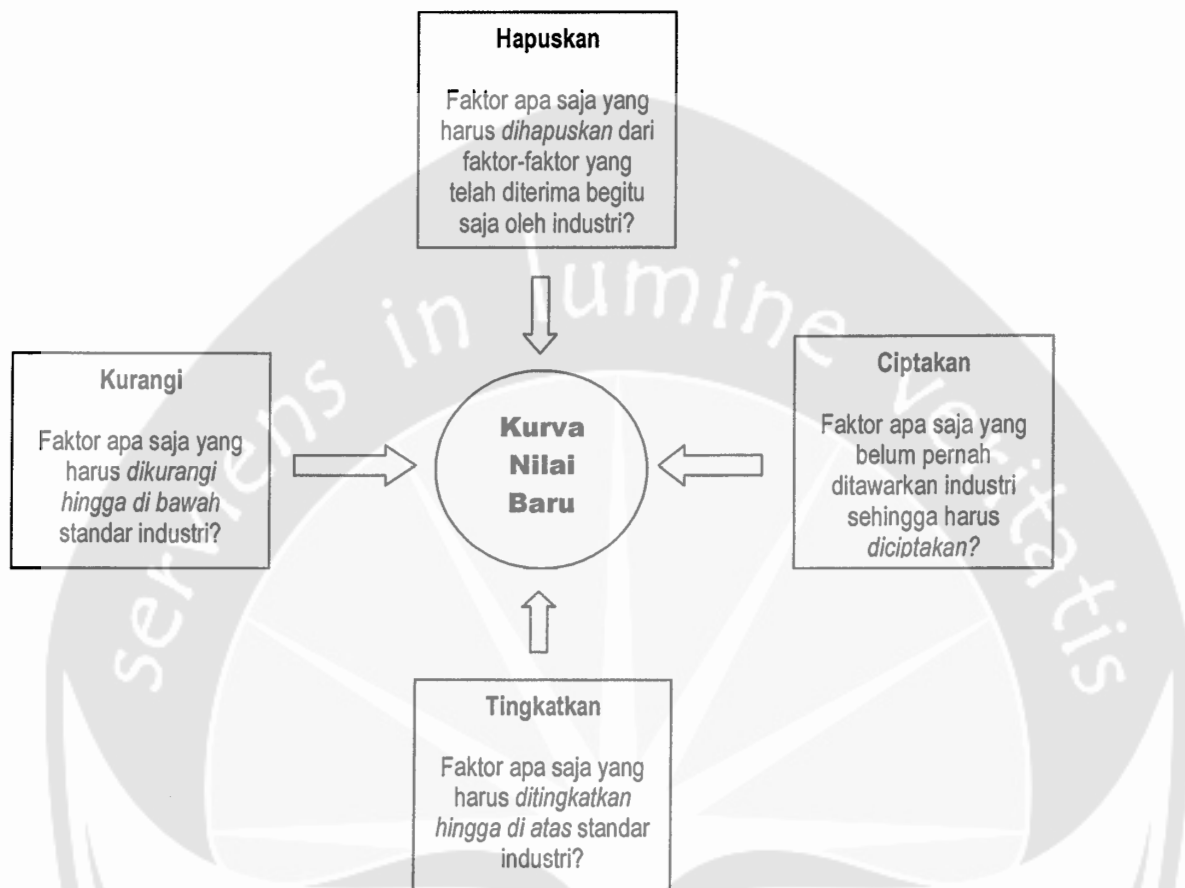 Hapuskan
Faktor apa saja yang
harus dihapuskan dari
faktor-faktor yang
telah diterima begitu
saja oleh industri?
Kurangi
Faktor apa saja yang
harus dikurangi
hingga di bawah
standar industri?
Kurva
Nilai
Baru
Ciptakan
Faktor apa saja yang
belum pernah
ditawarkan industri
sehingga harus
diciptakan?
Tingkatkan
Faktor apa saja yang
harus ditingkatkan
hingga di atas standar
industri?
serviens in lumine veritatis